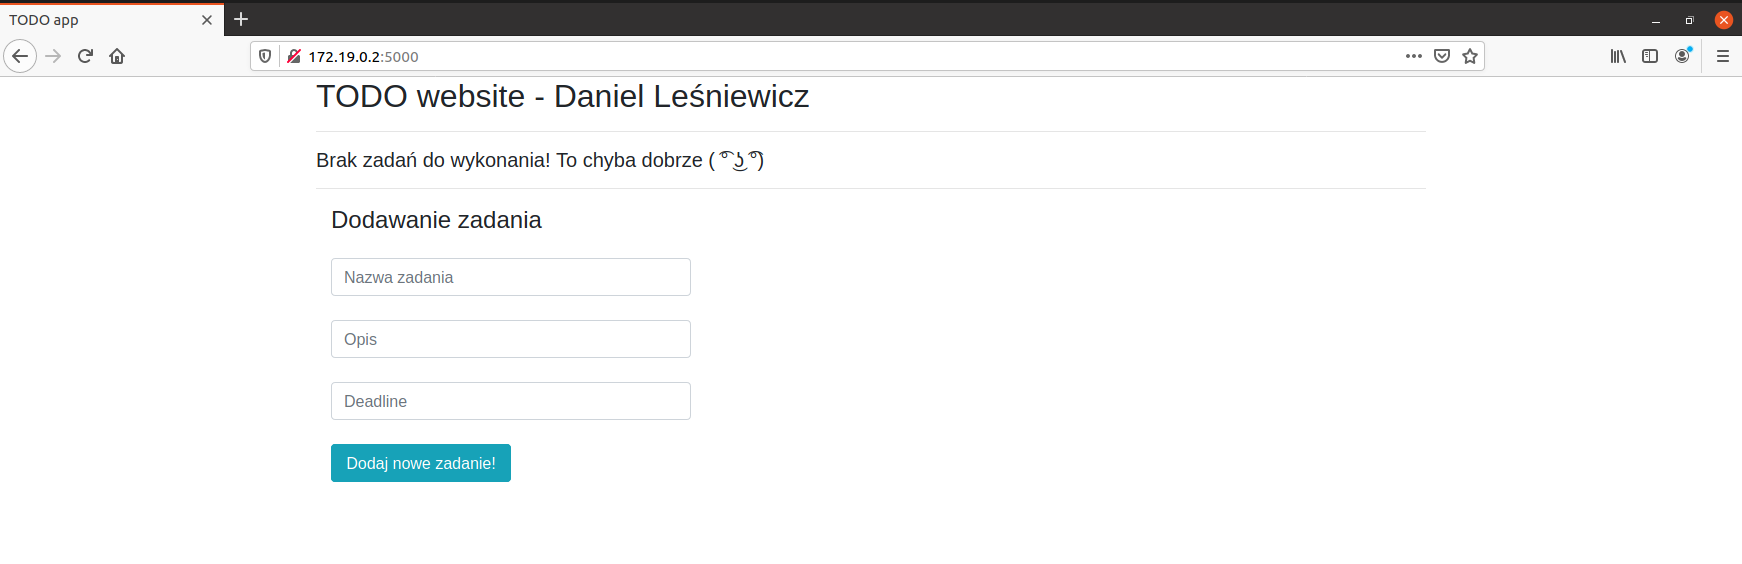 TODO app
172.19.0.2:5000
TODO website - Daniel Leśniewicz
Brak zadań do wykonania! To chyba dobrze ( ͡° ͜ʖ ͡°)
Dodawanie zadania
Nazwa zadania
Opis
Deadline
Dodaj nowe zadanie!